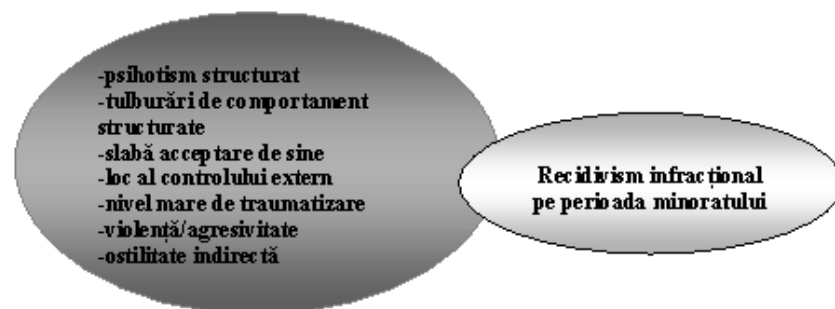 -psihotism structurat
-tulburări de comportament
structurate
-slabă acceptare de sine
-loc al controlului extern
-nivel mare de traumatizare
-violență/agresivitate
-ostilitate indirectă
Recidivism infracțional
pe perioada minoratului